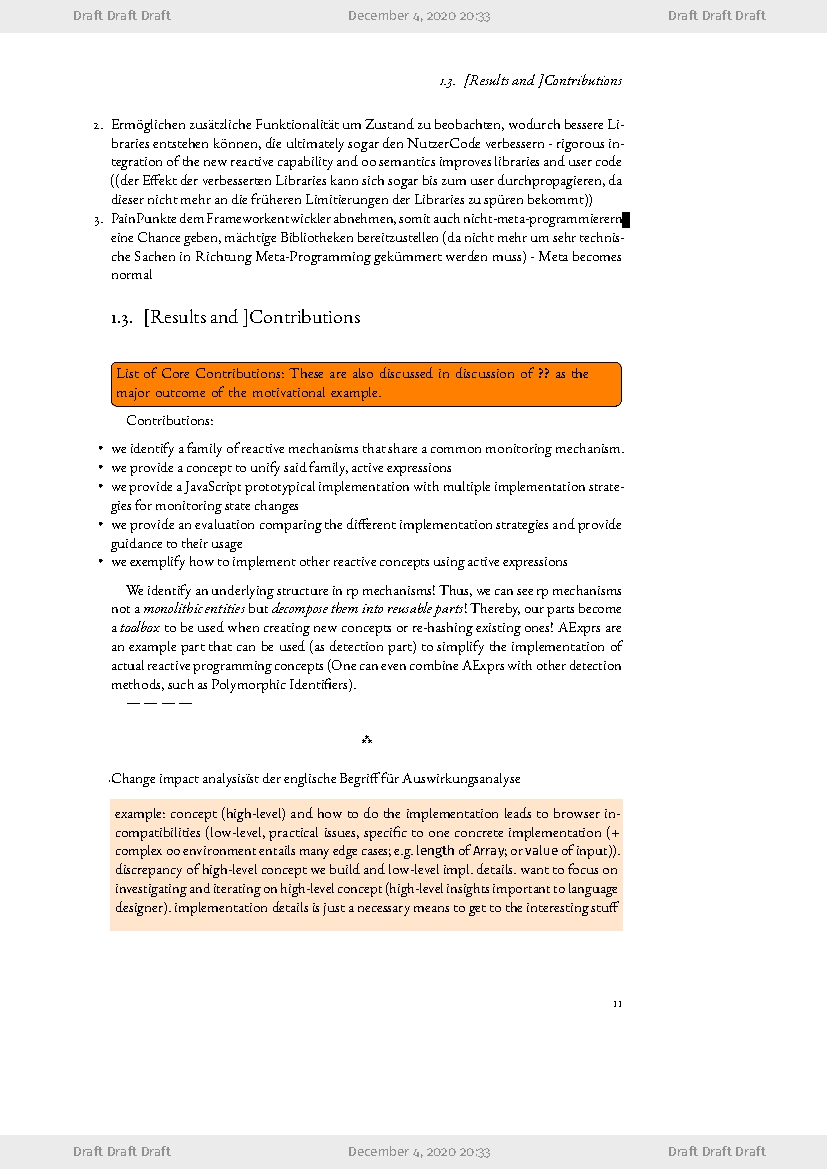 Draft Draft Draft December 4, 2020 20:33 Draft Draft Draft
1.3. [Results and ]Contributions
2. Ermöglichen zusätzliche Funktionalität um Zustand zu beobachten, wodurch bessere Li-
braries entstehen können, die ultimately sogar den NutzerCode verbessern - rigorous in-
tegration of the new reactive capability and oo semantics improves libraries and user code
((der Effekt der verbesserten Libraries kann sich sogar bis zum user durchpropagieren, da
dieser nicht mehr an die früheren Limitierungen der Libraries zu spüren bekommt))
3. PainPunkte dem Frameworkentwickler abnehmen, somit auch nicht-meta-programmierern
eine Chance geben, mächtige Bibliotheken bereitzustellen (da nicht mehr um sehr technis-
che Sachen in Richtung Meta-Programming gekümmert werden muss) - Meta becomes
normal
1.3. [Results and ]Contributions
List of Core Contributions: These are also discussed in discussion of ?? as the
major outcome of the motivational example.
Contributions:
• we identify a family of reactive mechanisms that share a common monitoring mechanism.
• we provide a concept to unify said family, active expressions
• we provide a JavaScript prototypical implementation with multiple implementation strate-
gies for monitoring state changes
• we provide an evaluation comparing the different implementation strategies and provide
guidance to their usage
• we exemplify how to implement other reactive concepts using active expressions
We identify an underlying structure in rp mechanisms! Thus, we can see rp mechanisms
not a monolithic entities but decompose them into reusable parts! Thereby, our parts become
a toolbox to be used when creating new concepts or re-hashing existing ones! AExprs are
an example part that can be used (as detection part) to simplify the implementation of
actual reactive programming concepts (One can even combine AExprs with other detection
methods, such as Polymorphic Identifiers).
— — — —
⁂
.Change impact analysisïst der englische Begriff für Auswirkungsanalyse
example: concept (high-level) and how to do the implementation leads to browser in-
compatibilities (low-level, practical issues, specific to one concrete implementation (+
complex oo environment entails many edge cases; e.g. length of Array; or value of input)).
discrepancy of high-level concept we build and low-level impl. details. want to focus on
investigating and iterating on high-level concept (high-level insights important to language
designer). implementation details is just a necessary means to get to the interesting stuff
11
Draft Draft Draft December 4, 2020 20:33 Draft Draft Draft